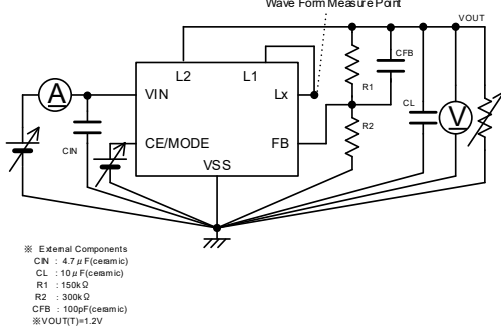 Wave Form Measure Point
VOUT
L2
L1
CFB
R1
A
VIN
Lx
CL
V
CIN
CE/MODE
FB
R2
VSS
※ External Components
CIN : 4.7μF(ceramic)
CL : 10μF(ceramic)
R1 : 150kΩ
R2 : 300kΩ
CFB : 100pF(ceramic)
※VOUT(T)=1.2V